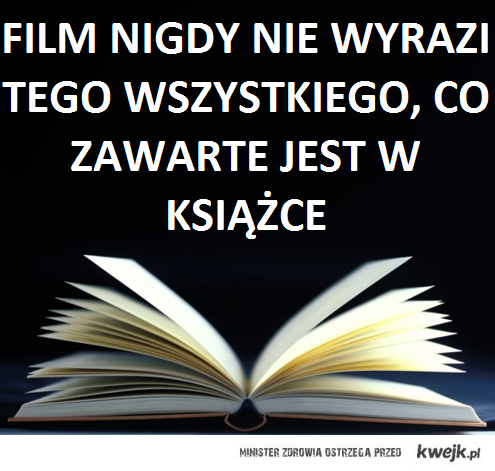 FILM NIGDY NIE WYRAZI
TEGO WSZYSTKIEGO, CO
ZAWARTE JEST W
KSIĄŻCE
MINISTER ZDROWIA OSTRZEGA PRZED kwejk.pl